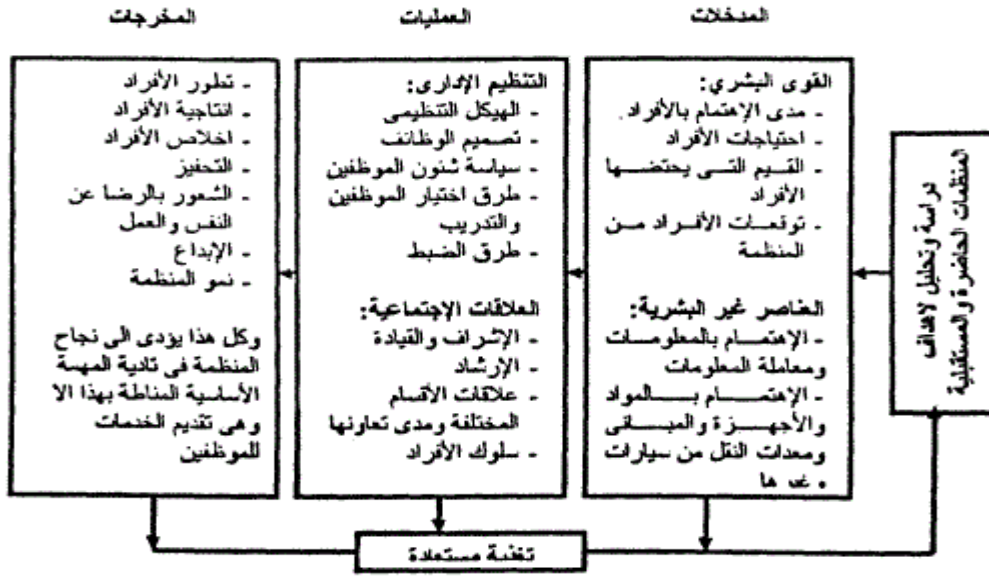 المدخلات
العمليات
المخرجات
دراسة وتحليل لاهداف
المنظمات الحاضرة والمستقبلية
القوى البشري:
- مدى الإهتمام بالأفراد.
- احتياجات الأفراد
- القيم التى يحتضنها
الأفراد
- توقعات الأفراد من
المنظمة
العناصر غير البشرية:
- الإهتمام بالمعلومات
ومعاملة المعلومات
- الإهتمام بالمواد
والأجهزة والمبانى
ومعدات النقل من سيارات
التنظيم الإدارى:
- الهيكل التنظيمى
- تصميم الوظائف
- سياسة شئون الموظفين
- طرق اختيار الموظفين
والتدريب
- طرق الضبط
العلاقات الإجتماعية:
- الإشراف والقيادة
- الإرشاد
- علاقات الأقسام
المختلفة ومدى تعاونها
- سلوك الأفراد
- تطور الأفراد
- انتاجية الأفراد
- اخلاص الأفراد
- التحفيز
- الشعور بالرضا عن
النفس والعمل
- الإبداع
- نمو المنظمة
وكل هذا يؤدى الى نجاح
المنظمة فى تادية المهمة
الأساسية المناطة بهذا الا
وهى تقديم الخدمات
للموظفين
تغذية مستعادة